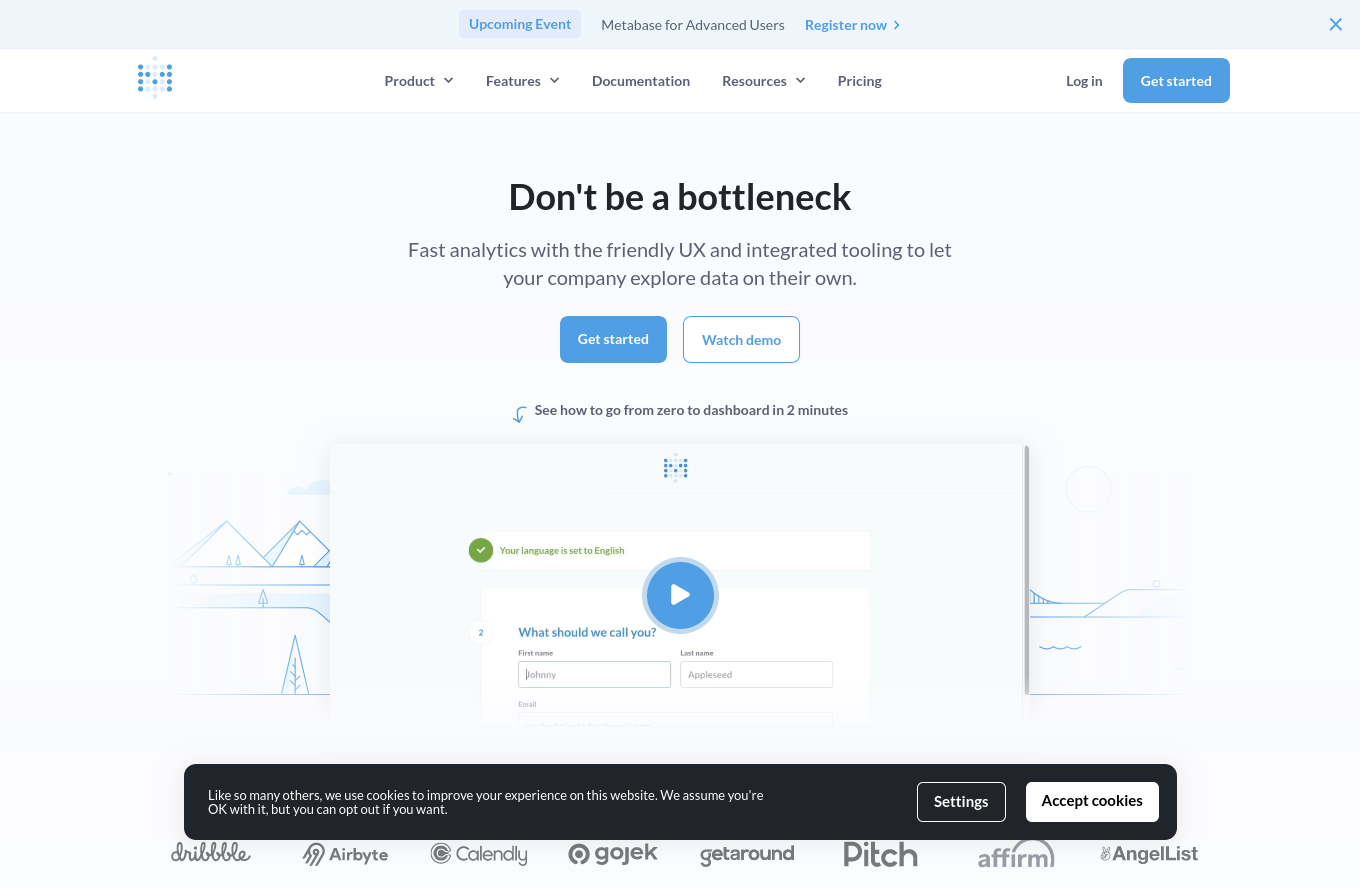 Upcoming Event Metabase for Advanced Users Register now
Product Features Documentation Resources Pricing Log in Get started
Don't be a bottleneck
Fast analytics with the friendly UX and integrated tooling to let
your company explore data on their own.
Get started Watch demo
See how to go from zero to dashboard in 2 minutes
Your language is set to English
2 What should we call you?
First name Last name
Johnny Appleseed
Email
Like so many others, we use cookies to improve your experience on this website. We assume you're
OK with it, but you can opt out if you want.
Settings Accept cookies
dribbble Airbyte Calendly gojek getaround Pitch affirm AngelList